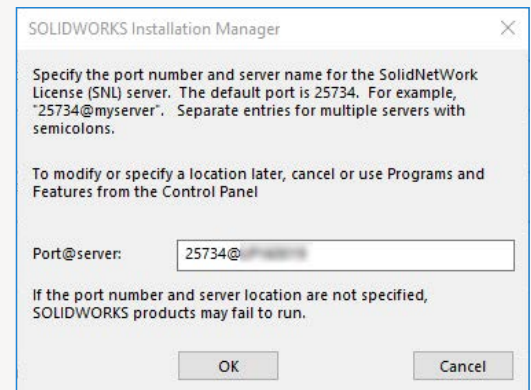 SOLIDWORKS Installation Manager
Specify the port number and server name for the SolidNetWork
License (SNL) server.  The default port is 25734.  For example,
"25734@myserver".  Separate entries for multiple servers with
semicolons.
To modify or specify a location later, cancel or use Programs and
Features from the Control Panel
Port@server:
25734@
If the port number and server location are not specified,
SOLIDWORKS products may fail to run.
OK
Cancel